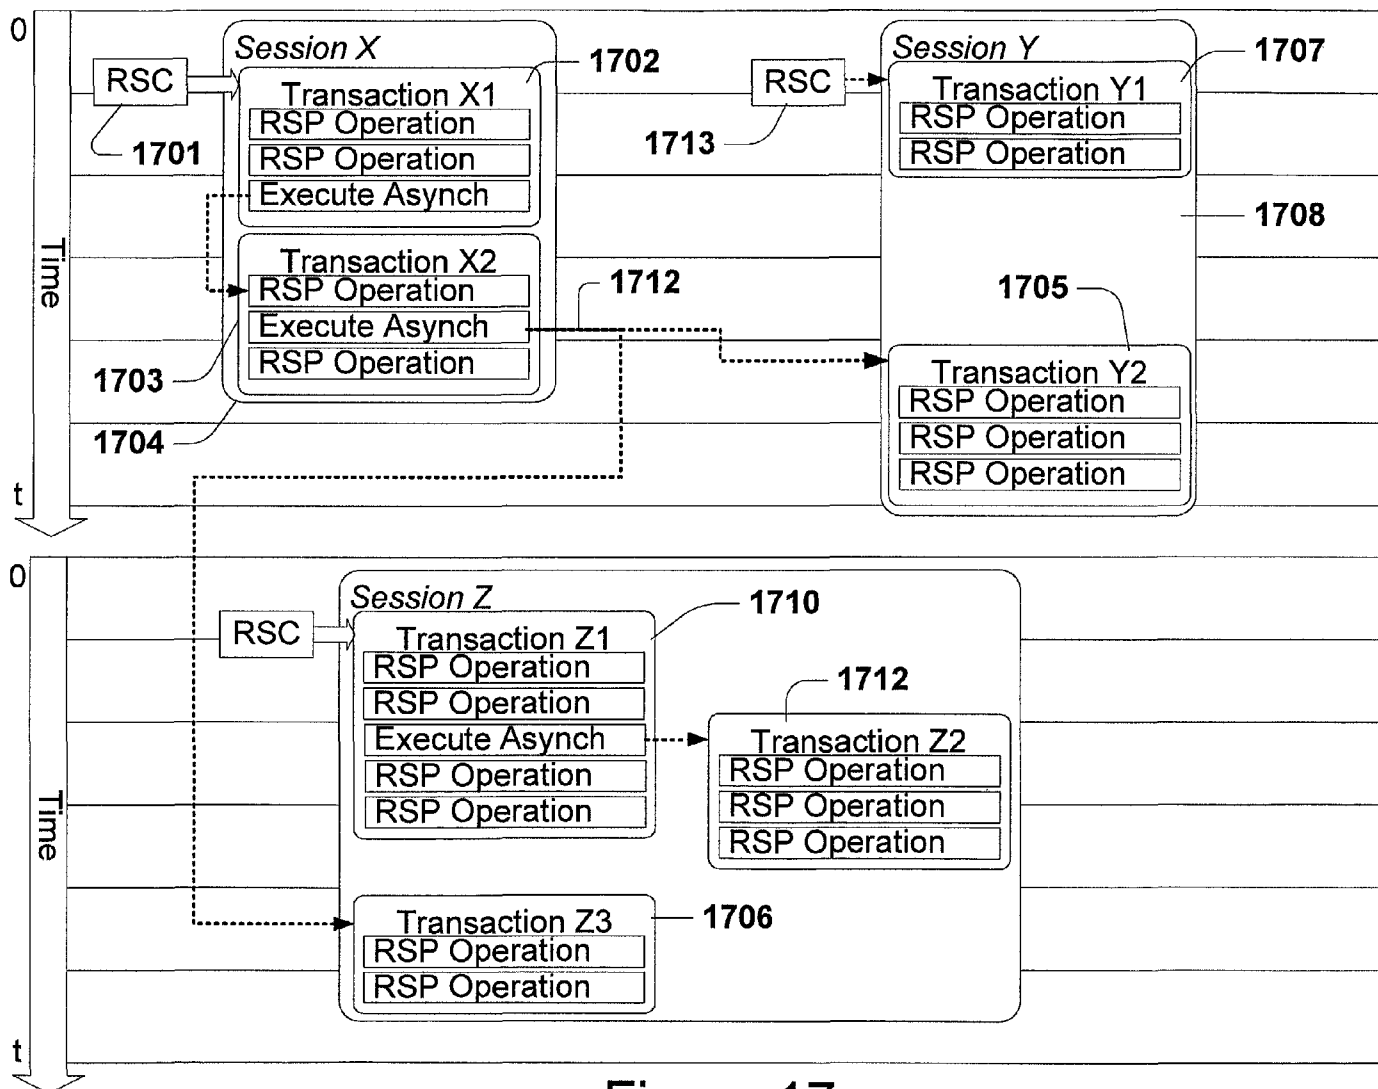 0
Session X
1702
RSC
Transaction X1
RSP Operation
1701
RSP Operation
Execute Asynch
Transaction X2
RSP Operation
1712
Execute Asynch
RSP Operation
1703
1704
Time
t
Session Y
1707
RSC
Transaction Y1
RSP Operation
1713
RSP Operation
1708
1705
Transaction Y2
RSP Operation
RSP Operation
RSP Operation
0
Session Z
1710
RSC
Transaction Z1
RSP Operation
RSP Operation
1712
Execute Asynch
Transaction Z2
RSP Operation
RSP Operation
RSP Operation
RSP Operation
RSP Operation
Time
Transaction Z3
1706
RSP Operation
RSP Operation
t
Figure 17